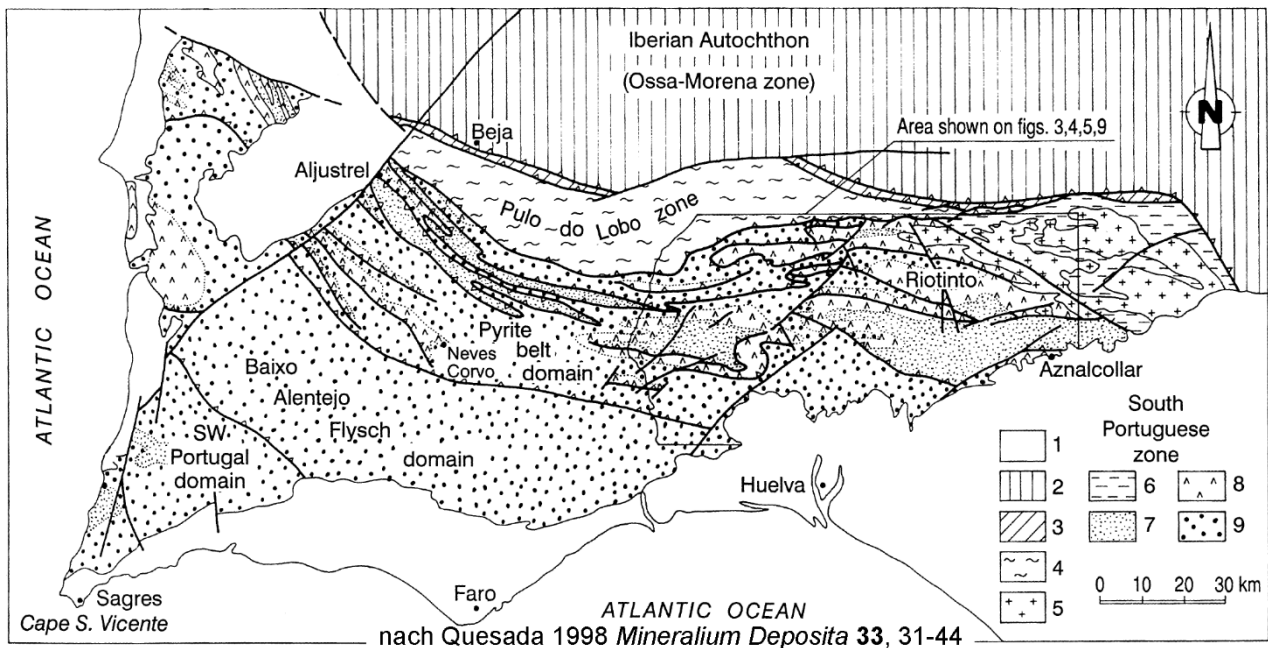 Iberian Autochthon
(Ossa-Morena zone)
N
Beja
Area shown on figs. 3,4,5,9
Aljustrel
Pulo do Lobo zone
ATLANTIC OCEAN
Riotinto
Pyrite
belt
domain
Neves
Corvo
Baixo
Alentejo
Flysch
domain
Aznalcollar
SW
Portugal
domain
South
Portuguese
zone
1
2
3
4
5
6
7
8
9
Huelva
0 10 20 30 km
Sagres
Cape S. Vicente
Faro
ATLANTIC OCEAN
nach Quesada 1998 Mineralium Deposita 33, 31-44